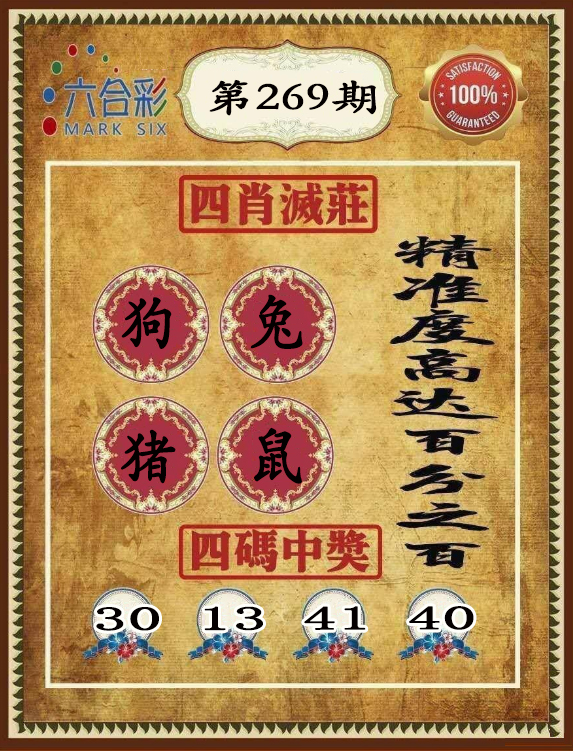 六合彩
MARK SIX
第269期
SATISFACTION
100%
GUARANTEED
四肖滅莊
狗 兔
猪 鼠
精准度高达百分之百
四碼中獎
30 13 41 40